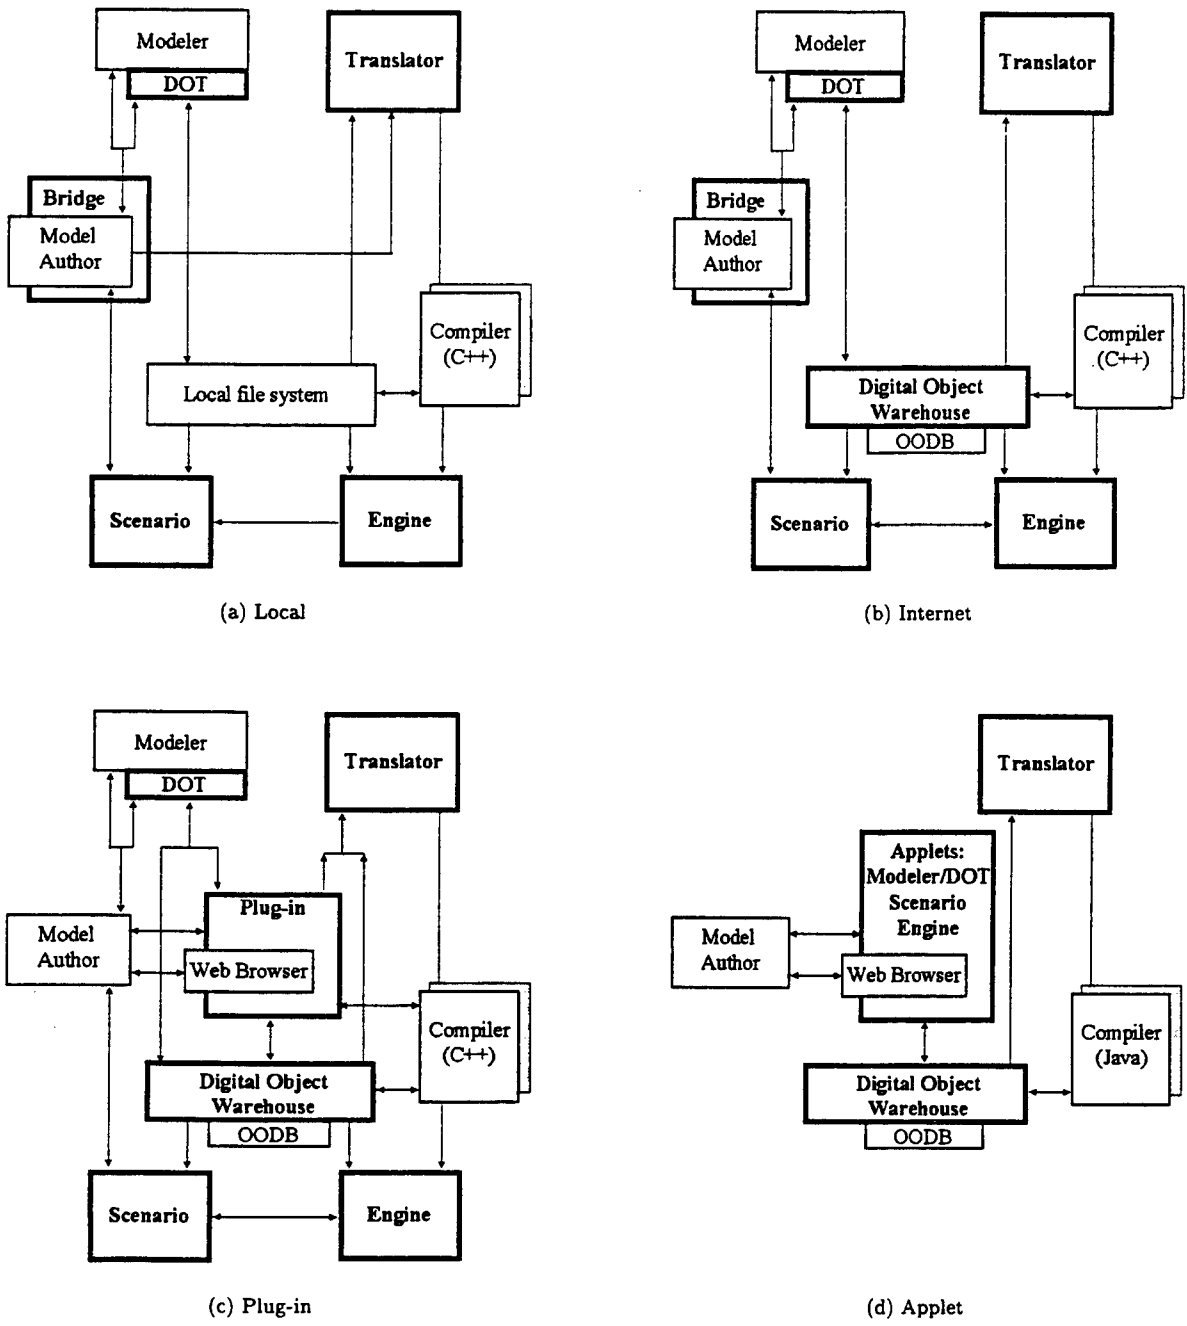 Modeler
DOT
Translator
Bridge
Model
Author
Compiler
(C++)
Local file system
Scenario
Engine
(a) Local
Modeler
DOT
Translator
Bridge
Model
Author
Compiler
(C++)
Digital Object
Warehouse
OODB
Scenario
Engine
(b) Internet
Modeler
DOT
Translator
Plug-in
Model
Author
Web Browser
Compiler
(C++)
Digital Object
Warehouse
OODB
Scenario
Engine
(c) Plug-in
Translator
Applets:
Modeler/DOT
Scenario
Engine
Model
Author
Web Browser
Compiler
(Java)
Digital Object
Warehouse
OODB
(d) Applet